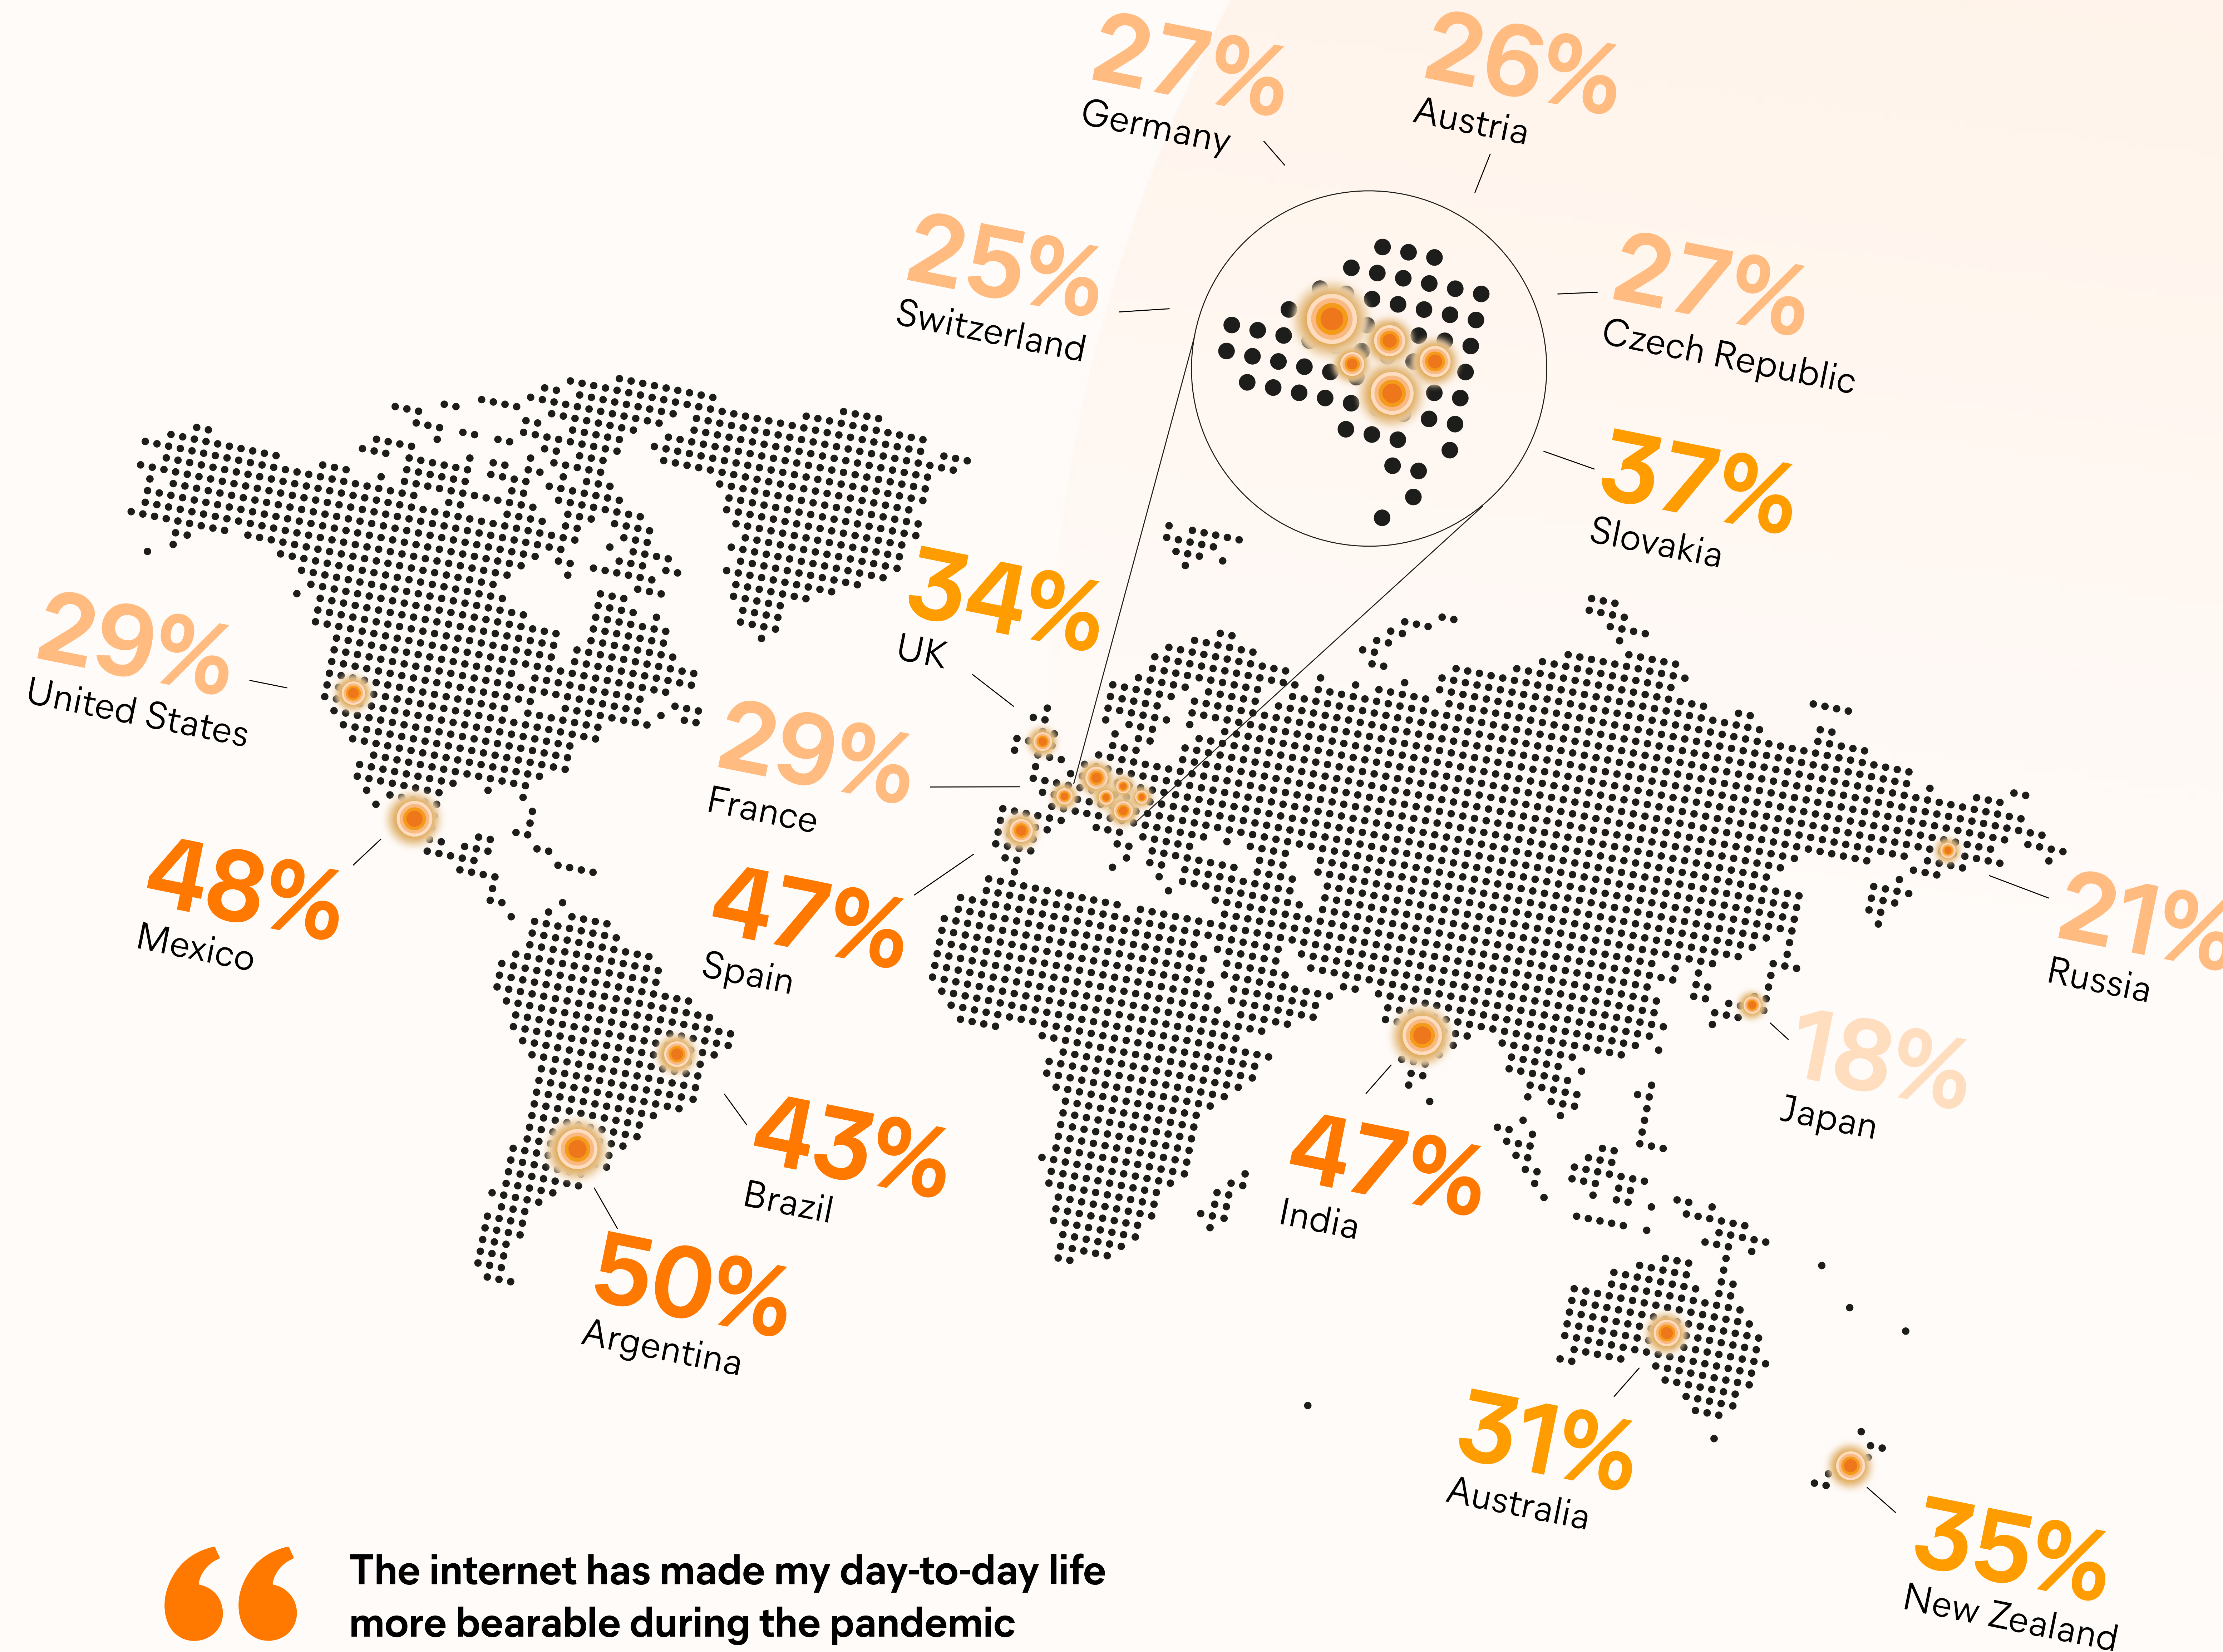 27%
Germany
26%
Austria
25%
Switzerland
27%
Czech Republic
37%
Slovakia
34%
UK
29%
United States
29%
France
48%
Mexico
47%
Spain
21%
Russia
18%
Japan
43%
Brazil
47%
India
50%
Argentina
31%
Australia
35%
New Zealand
“
The internet has made my day-to-day life
more bearable during the pandemic